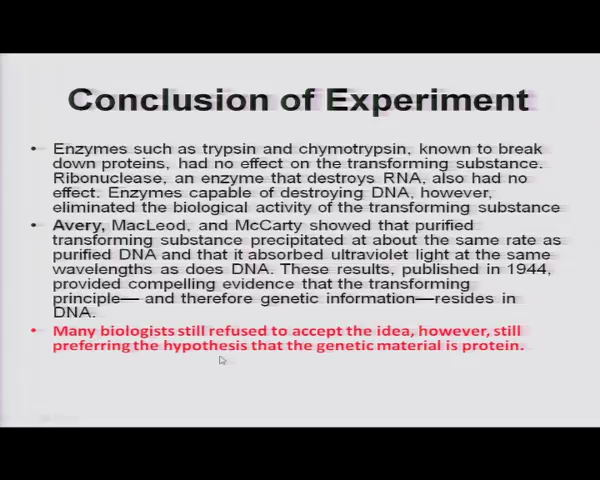 Conclusion of Experiment
• Enzymes such as trypsin and chymotrypsin, known to break
down proteins, had no effect on the transforming substance.
Ribonuclease, an enzyme that destroys RNA, also had no
effect. Enzymes capable of destroying DNA, however,
eliminated the biological activity of the transforming substance
• Avery, MacLeod, and McCarty showed that purified
transforming substance precipitated at about the same rate as
purified DNA and that it absorbed ultraviolet light at the same
wavelengths as does DNA. These results, published in 1944,
provided compelling evidence that the transforming
principle— and therefore genetic information—resides in
DNA.
• Many biologists still refused to accept the idea, however, still
preferring the hypothesis that the genetic material is protein.